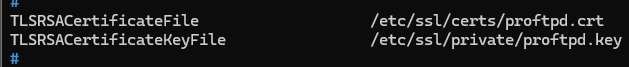 #
TLSRSACertificateFile /etc/ssl/certs/proftpd.crt
TLSRSACertificateKeyFile /etc/ssl/private/proftpd.key
#